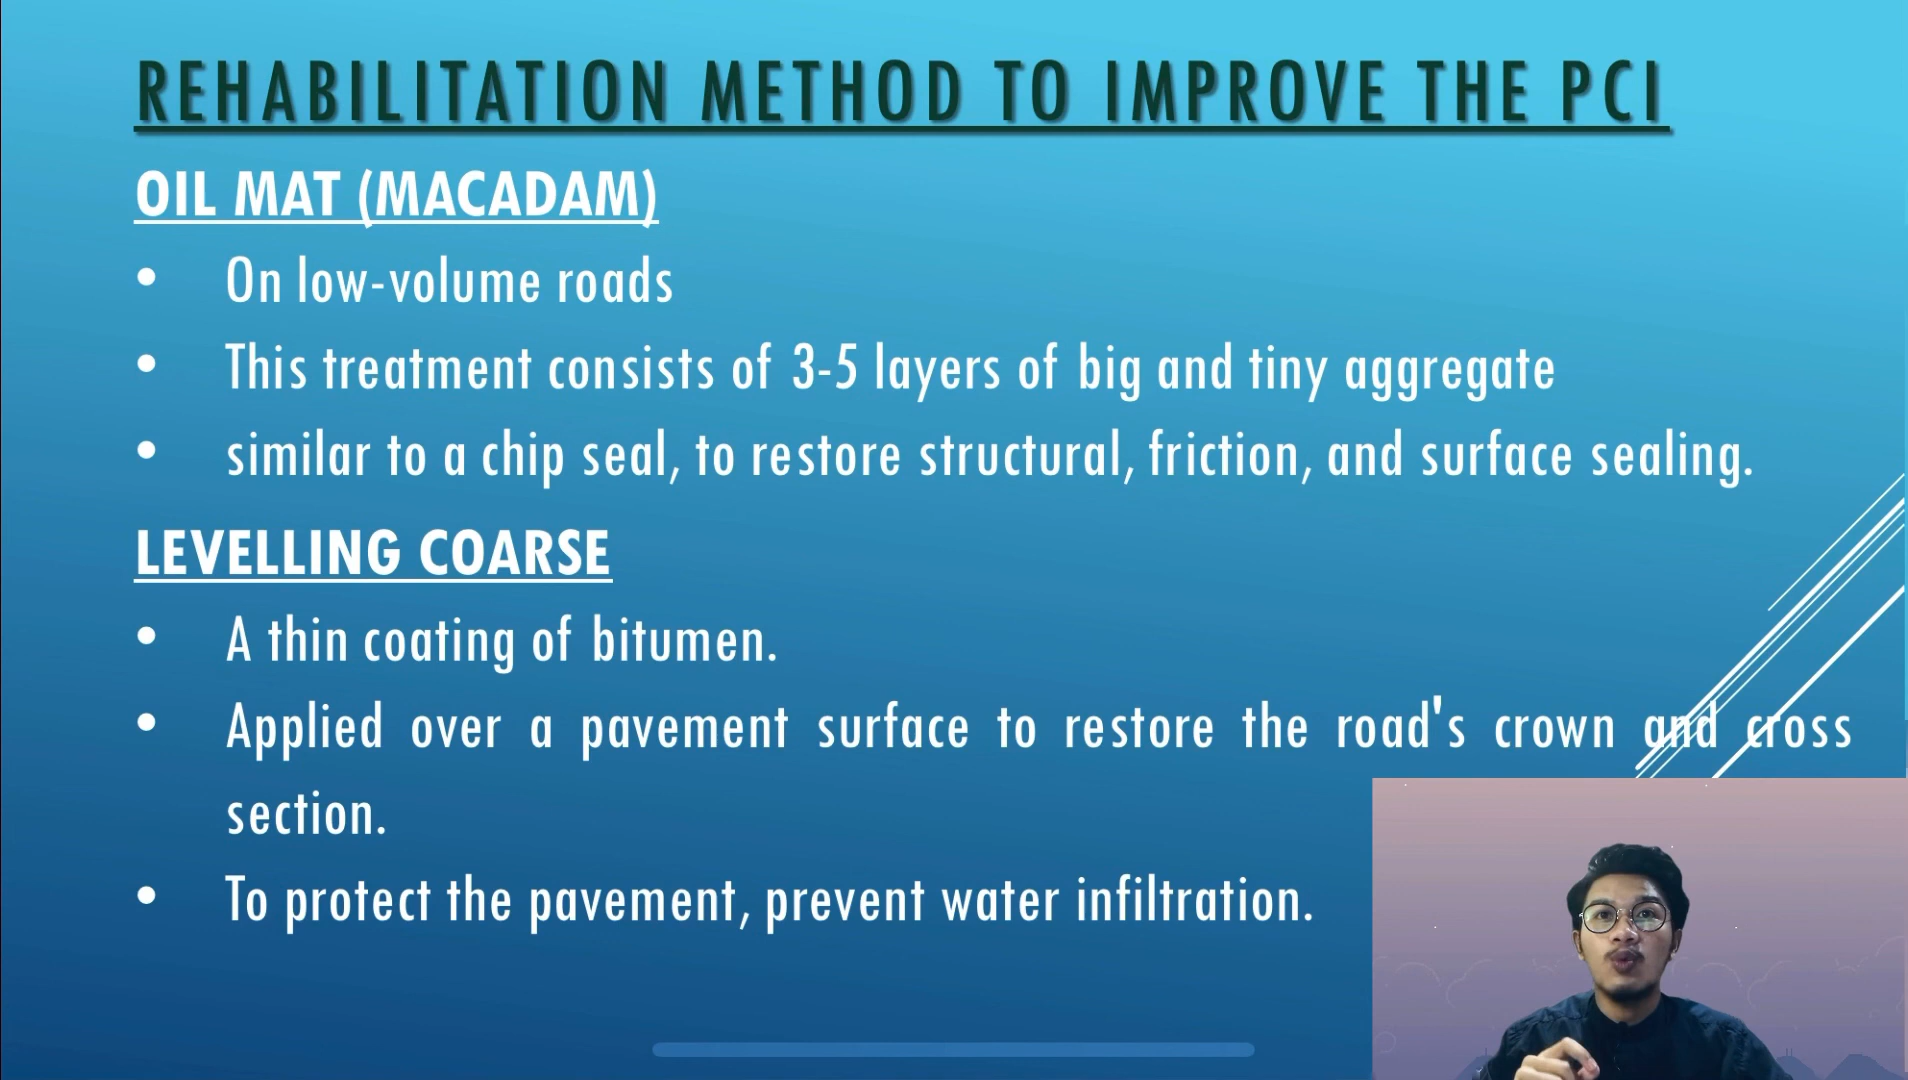 REHABILITATION METHOD TO IMPROVE THE PCI
OIL MAT (MACADAM)
• On low-volume roads
• This treatment consists of 3-5 layers of big and tiny aggregate
• similar to a chip seal, to restore structural, friction, and surface sealing.
LEVELLING COARSE
• A thin coating of bitumen.
• Applied over a pavement surface to restore the road's crown and cross
section.
• To protect the pavement, prevent water infiltration.